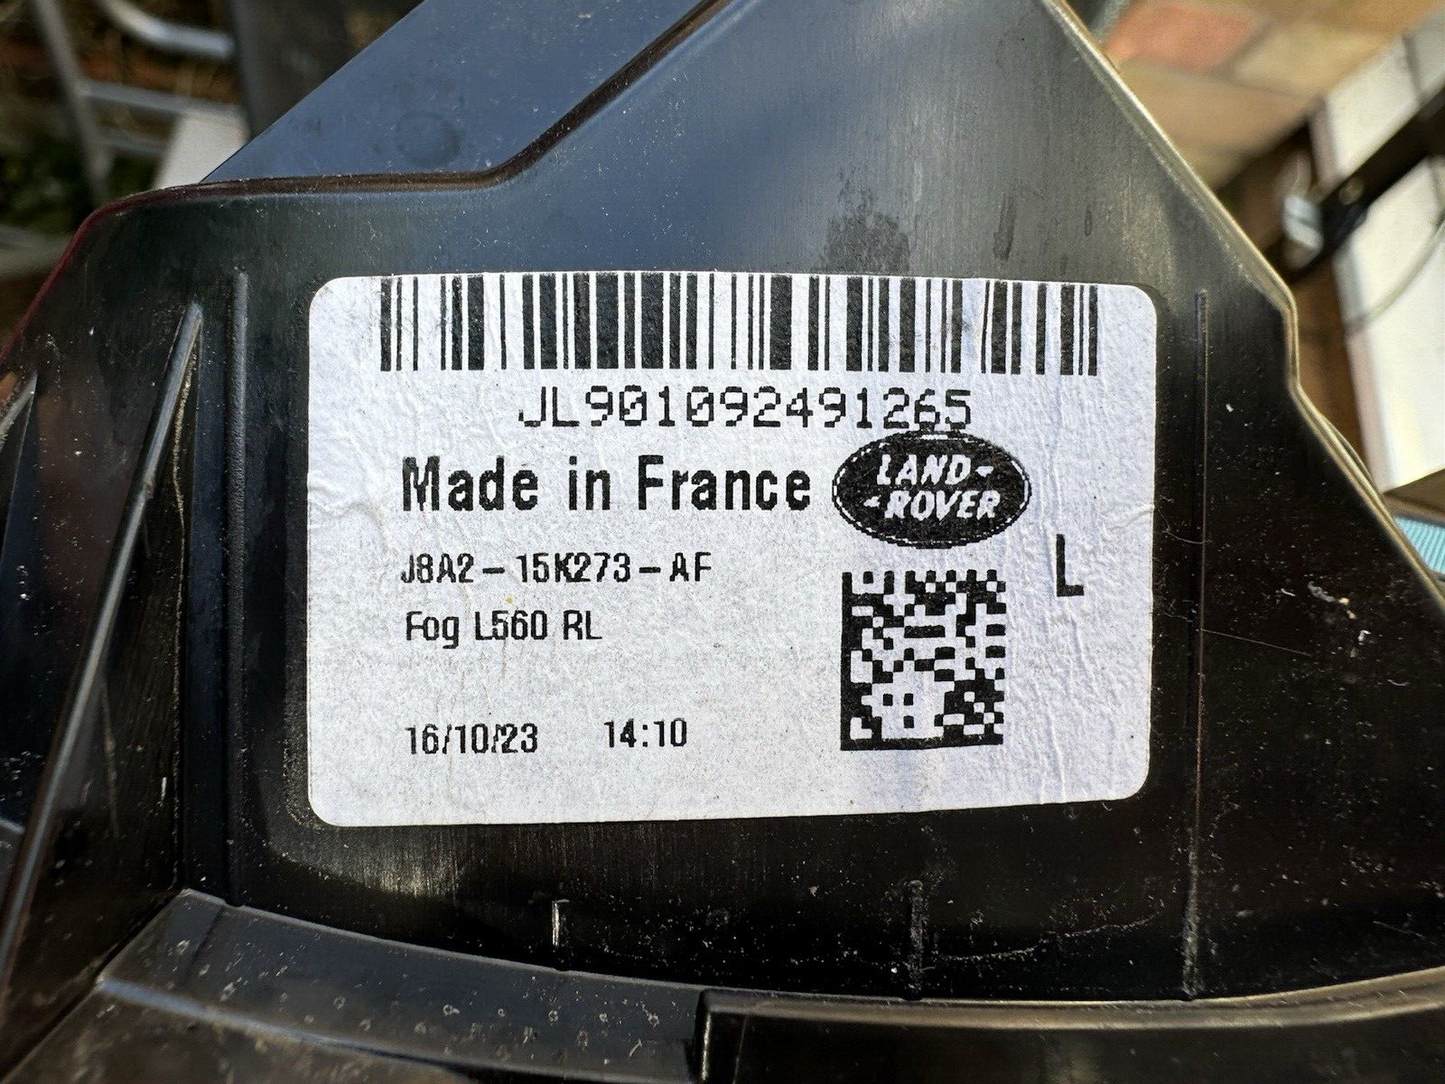 JL901092491265
Made in France
LAND-
-ROVER
J8A2-15K273-AF
L
Fog L560 RL
16/10/23 14:10